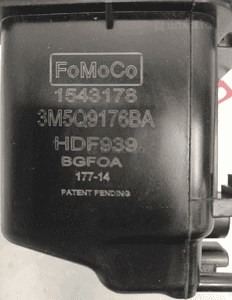 FoMoCo
1543178
3M5Q9176BA
HDF939
BGFOA
177-14
PATENT PENDING